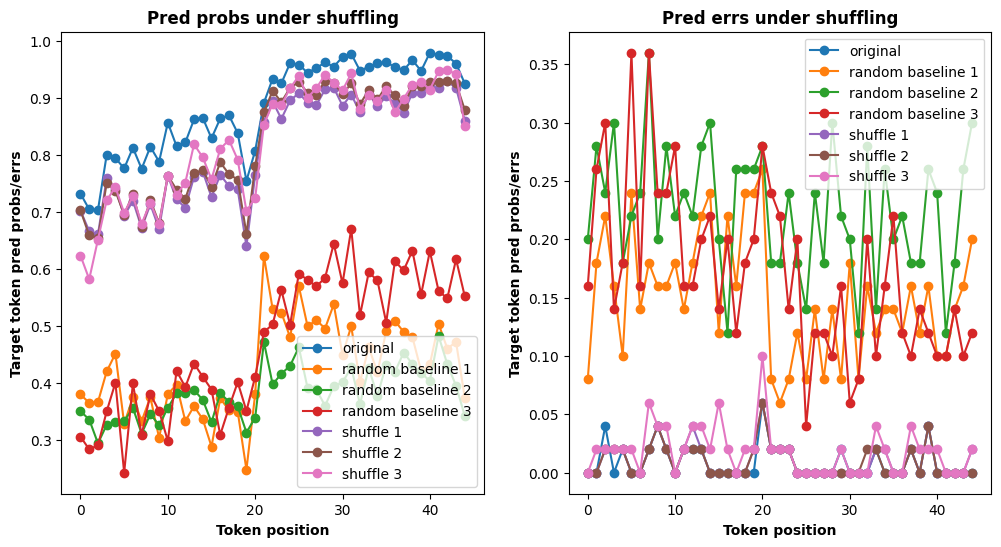 Pred probs under shuffling
Target token pred probs/errs
1.0
0.9
0.8
0.7
0.6
0.5
0.4
0.3
0
10
20
30
40
Token position
original
random baseline 1
random baseline 2
random baseline 3
shuffle 1
shuffle 2
shuffle 3
Pred errs under shuffling
Target token pred probs/errs
0.35
0.30
0.25
0.20
0.15
0.10
0.05
0.00
0
10
20
30
40
Token position
original
random baseline 1
random baseline 2
random baseline 3
shuffle 1
shuffle 2
shuffle 3